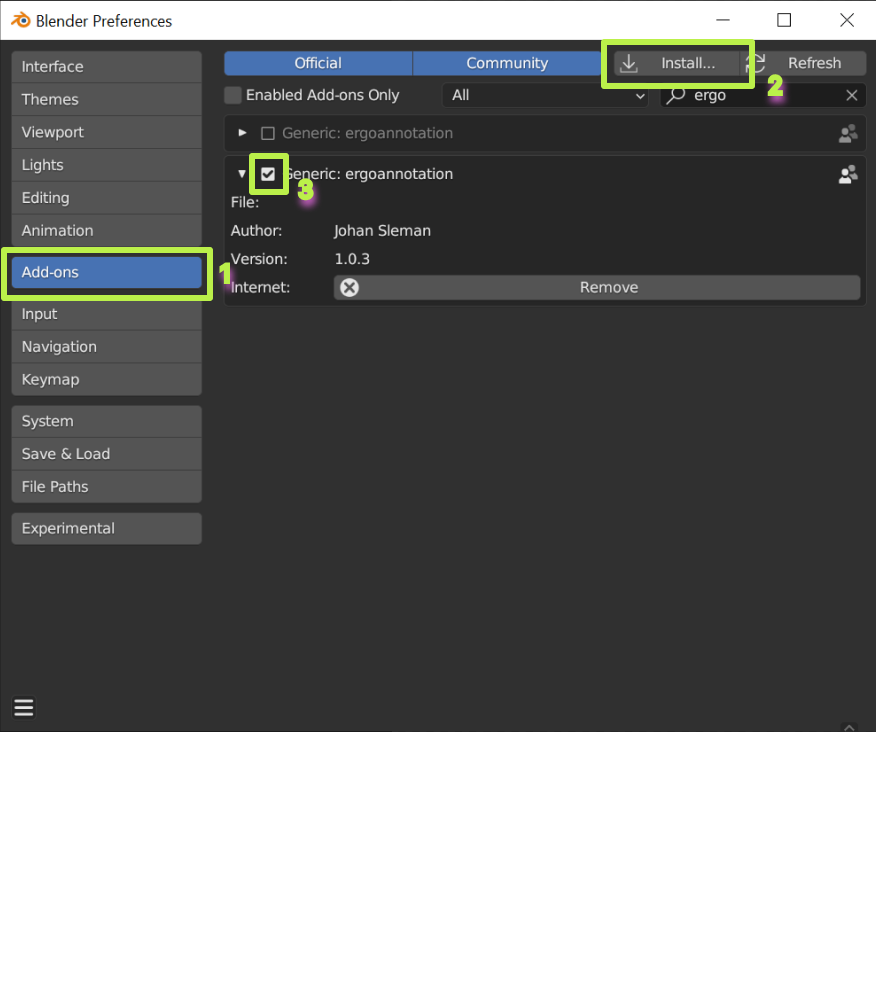 Blender Preferences
Interface
Themes
Viewport
Lights
Editing
Animation
Add-ons
1
Input
Navigation
Keymap
System
Save & Load
File Paths
Experimental
Official Community Install... Refresh
2
Enabled Add-ons Only All ergo
Generic: ergoannotation
Generic: ergoannotation
3
File:
Author: Johan Sleman
Version: 1.0.3
Internet: Remove